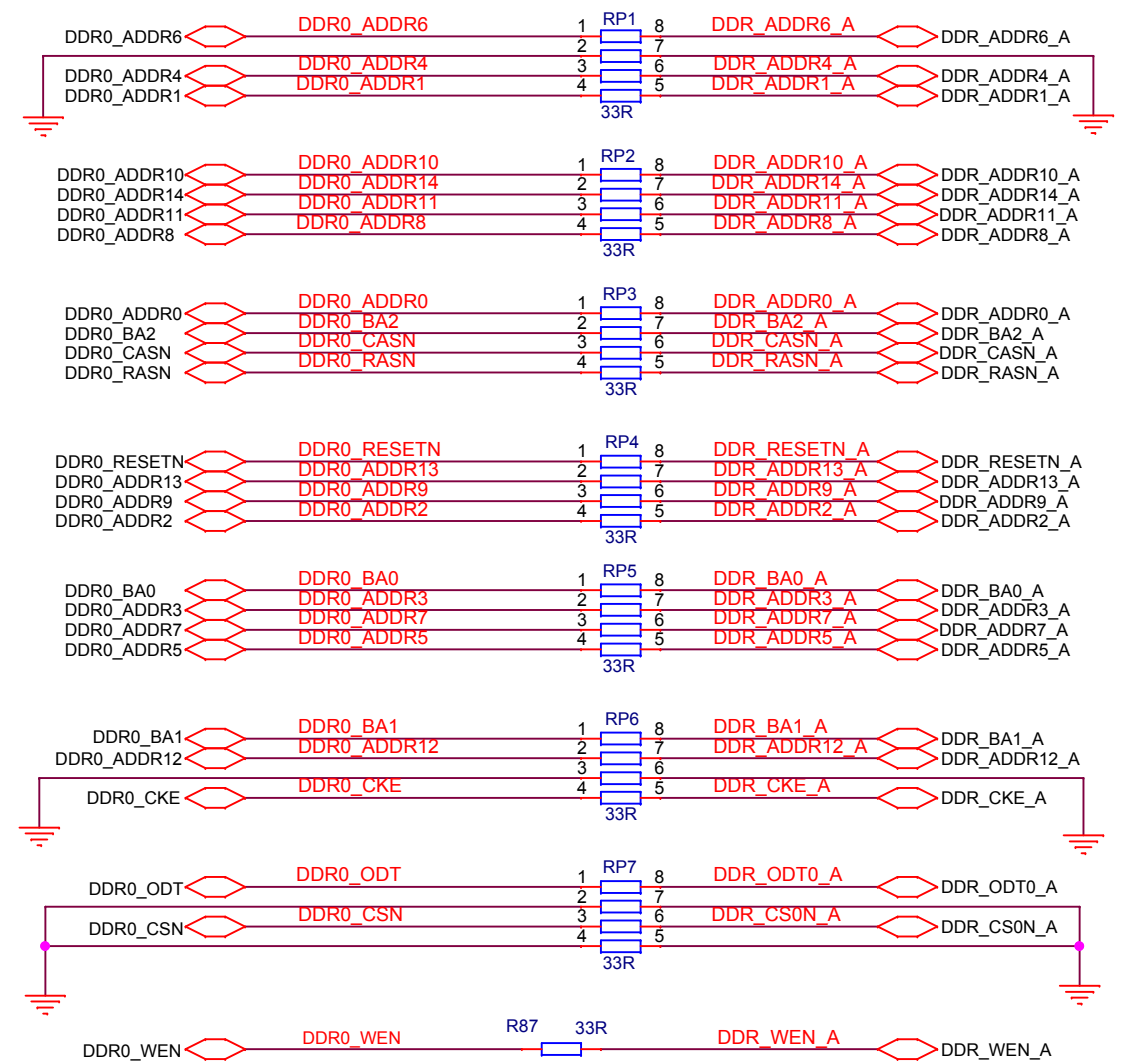 RP1
DDR0_ADDR6 DDR0_ADDR6 1 8 DDR_ADDR6_A DDR_ADDR6_A
2 7
DDR0_ADDR4 DDR0_ADDR4 3 6 DDR_ADDR4_A DDR_ADDR4_A
DDR0_ADDR1 DDR0_ADDR1 4 5 DDR_ADDR1_A DDR_ADDR1_A
33R
RP2
DDR0_ADDR10 DDR0_ADDR10 1 8 DDR_ADDR10_A DDR_ADDR10_A
DDR0_ADDR14 DDR0_ADDR14 2 7 DDR_ADDR14_A DDR_ADDR14_A
DDR0_ADDR11 DDR0_ADDR11 3 6 DDR_ADDR11_A DDR_ADDR11_A
DDR0_ADDR8 DDR0_ADDR8 4 5 DDR_ADDR8_A DDR_ADDR8_A
33R
RP3
DDR0_ADDR0 DDR0_ADDR0 1 8 DDR_ADDR0_A DDR_ADDR0_A
DDR0_BA2 DDR0_BA2 2 7 DDR_BA2_A DDR_BA2_A
DDR0_CASN DDR0_CASN 3 6 DDR_CASN_A DDR_CASN_A
DDR0_RASN DDR0_RASN 4 5 DDR_RASN_A DDR_RASN_A
33R
RP4
DDR0_RESETN DDR0_RESETN 1 8 DDR_RESETN_A DDR_RESETN_A
DDR0_ADDR13 DDR0_ADDR13 2 7 DDR_ADDR13_A DDR_ADDR13_A
DDR0_ADDR9 DDR0_ADDR9 3 6 DDR_ADDR9_A DDR_ADDR9_A
DDR0_ADDR2 DDR0_ADDR2 4 5 DDR_ADDR2_A DDR_ADDR2_A
33R
RP5
DDR0_BA0 DDR0_BA0 1 8 DDR_BA0_A DDR_BA0_A
DDR0_ADDR3 DDR0_ADDR3 2 7 DDR_ADDR3_A DDR_ADDR3_A
DDR0_ADDR7 DDR0_ADDR7 3 6 DDR_ADDR7_A DDR_ADDR7_A
DDR0_ADDR5 DDR0_ADDR5 4 5 DDR_ADDR5_A DDR_ADDR5_A
33R
RP6
DDR0_BA1 DDR0_BA1 1 8 DDR_BA1_A DDR_BA1_A
DDR0_ADDR12 DDR0_ADDR12 2 7 DDR_ADDR12_A DDR_ADDR12_A
3 6
DDR0_CKE DDR0_CKE 4 5 DDR_CKE_A DDR_CKE_A
33R
RP7
DDR0_ODT DDR0_ODT 1 8 DDR_ODT0_A DDR_ODT0_A
2 7
DDR0_CSN DDR0_CSN 3 6 DDR_CS0N_A DDR_CS0N_A
4 5
33R
R87 33R
DDR0_WEN DDR0_WEN DDR_WEN_A DDR_WEN_A